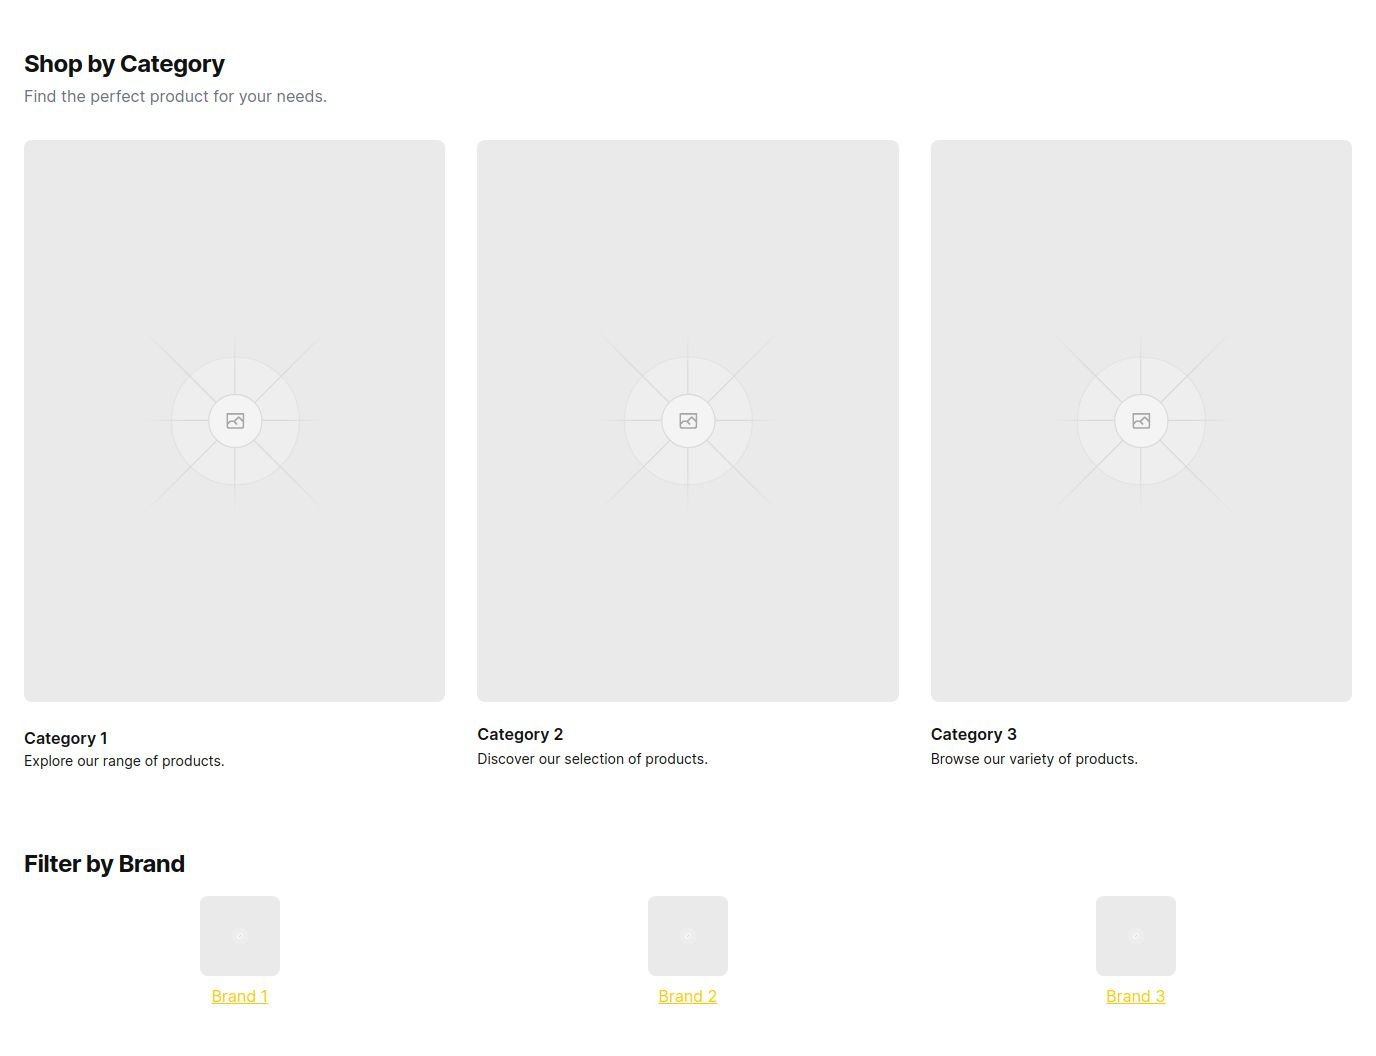 Shop by Category
Find the perfect product for your needs.
Category 1
Explore our range of products.
Category 2
Discover our selection of products.
Category 3
Browse our variety of products.
Filter by Brand
Brand 1
Brand 2
Brand 3